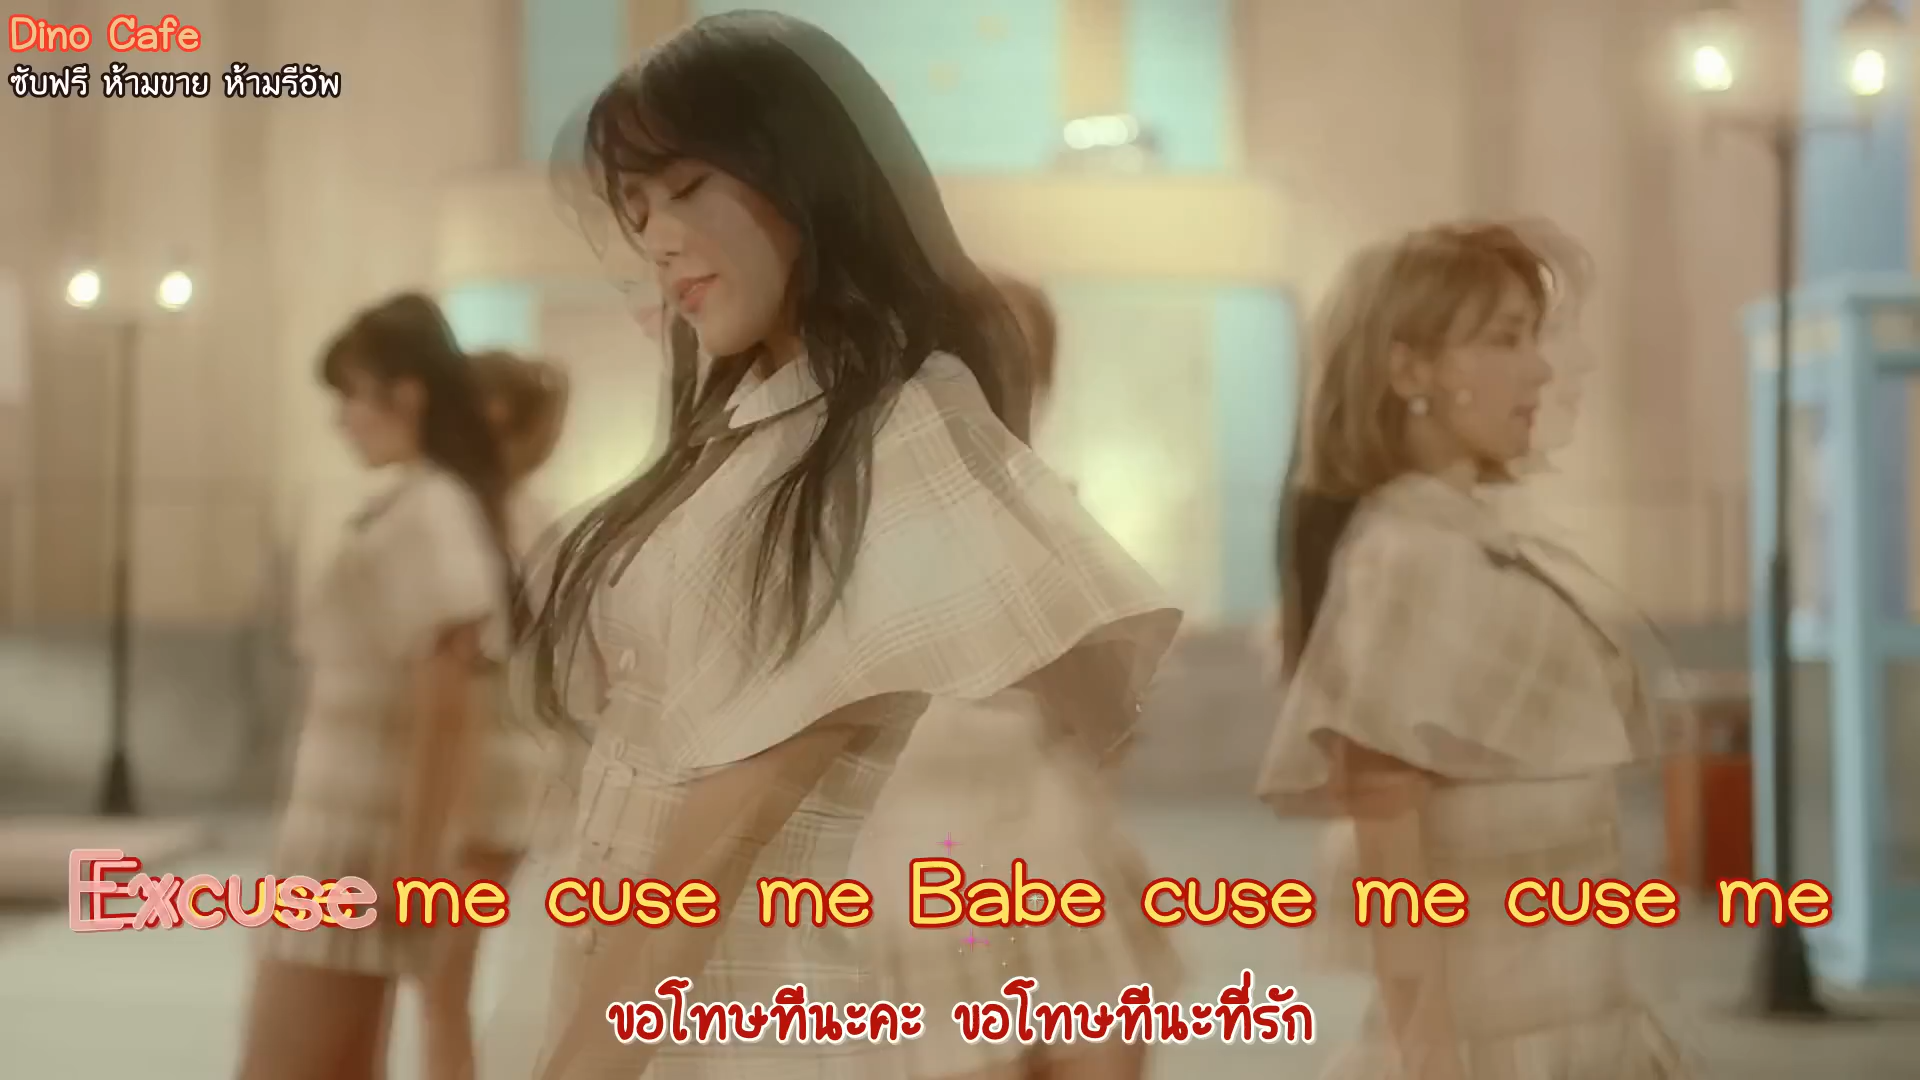 Dino Cafe
ซับฟรี ห้ามขาย ห้ามรีอัพ
Excuse me cuse me Babe cuse me cuse me
ขอโทษทีนะคะ ขอโทษทีนะที่รัก